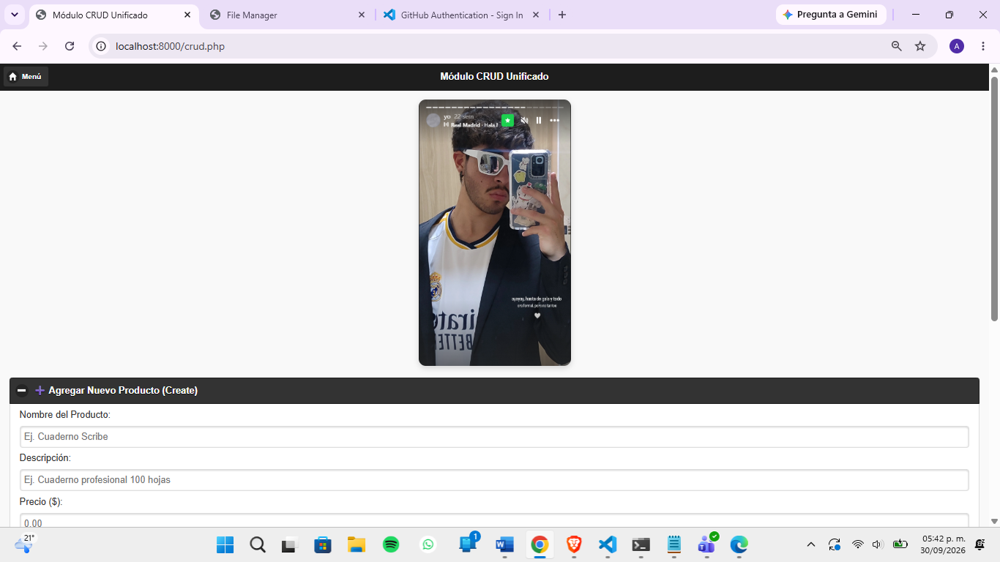 Módulo CRUD Unificado
File Manager
GitHub Authentication - Sign In
Pregunta a Gemini
localhost:8000/crud.php
A
Menú
Módulo CRUD Unificado
yo 22 sem
Real Madrid · Hala
ayayay, hasta de gala y todo
era formal, pero no tantoo
Agregar Nuevo Producto (Create)
Nombre del Producto:
Ej. Cuaderno Scribe
Descripción:
Ej. Cuaderno profesional 100 hojas
Precio ($):
0.00
21°
1
05:42 p. m.
30/09/2026